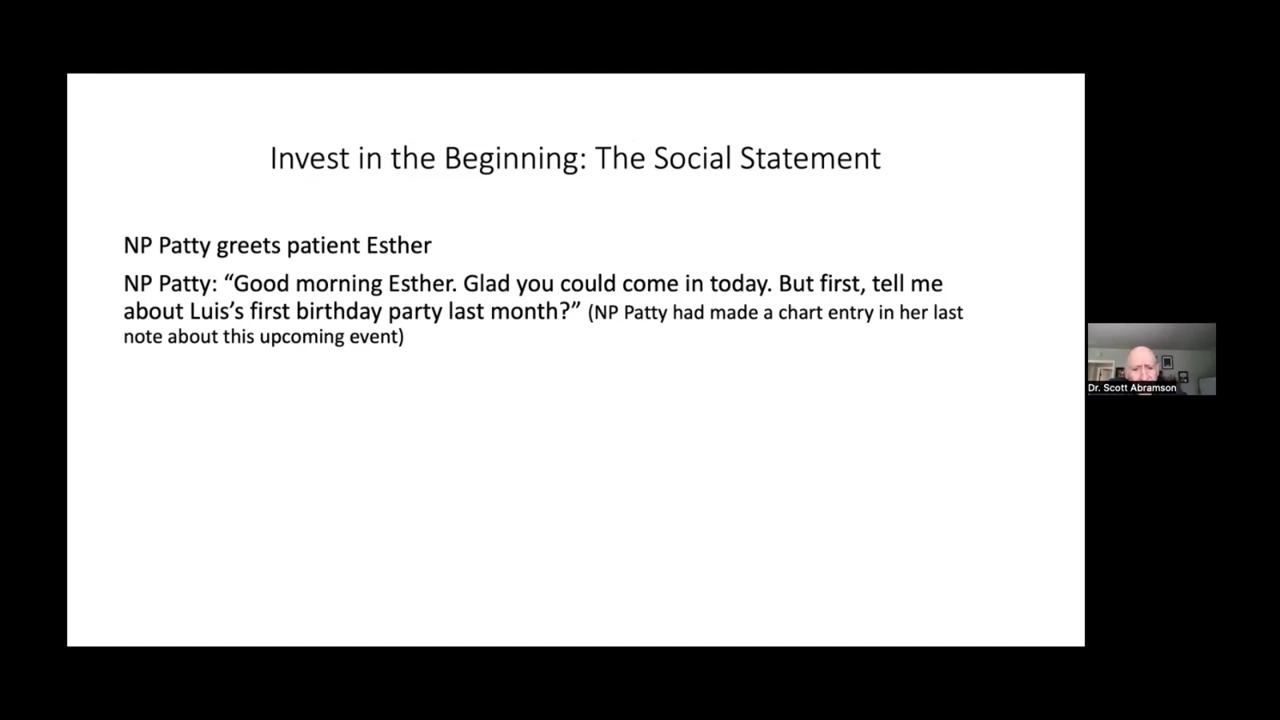 Invest in the Beginning: The Social Statement
NP Patty greets patient Esther
NP Patty: “Good morning Esther. Glad you could come in today. But first, tell me
about Luis’s first birthday party last month?” (NP Patty had made a chart entry in her last
note about this upcoming event)
Dr. Scott Abramson